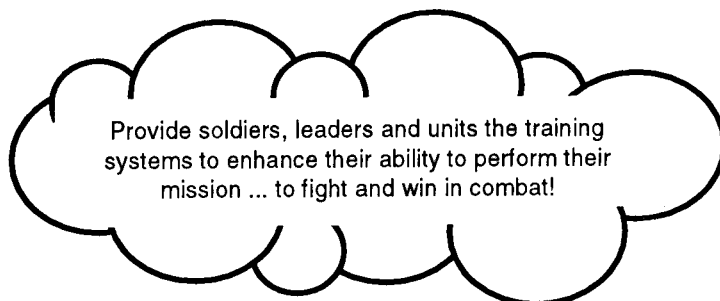 Provide soldiers, leaders and units the training
systems to enhance their ability to perform their
mission ... to fight and win in combat!